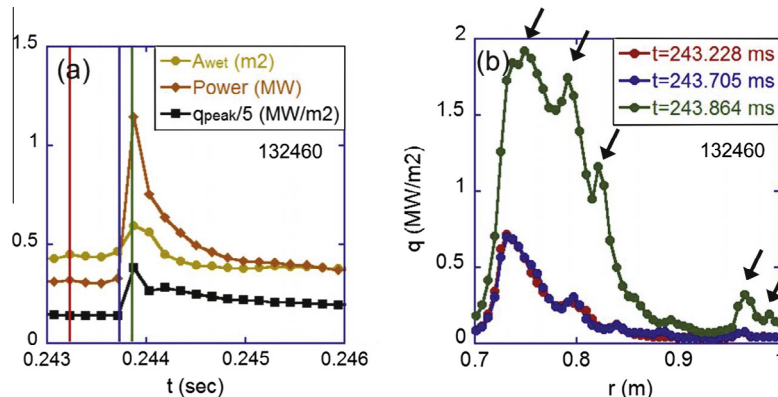 (a)
Awet (m2)
Power (MW)
qpeak/5 (MW/m2)
132460
1.5
1
0.5
0
0.243
0.244
0.245
0.246
t (sec)
(b)
t=243.228 ms
t=243.705 ms
t=243.864 ms
132460
q (MW/m2)
2
1.5
1
0.5
0
0.7
0.8
0.9
r (m)